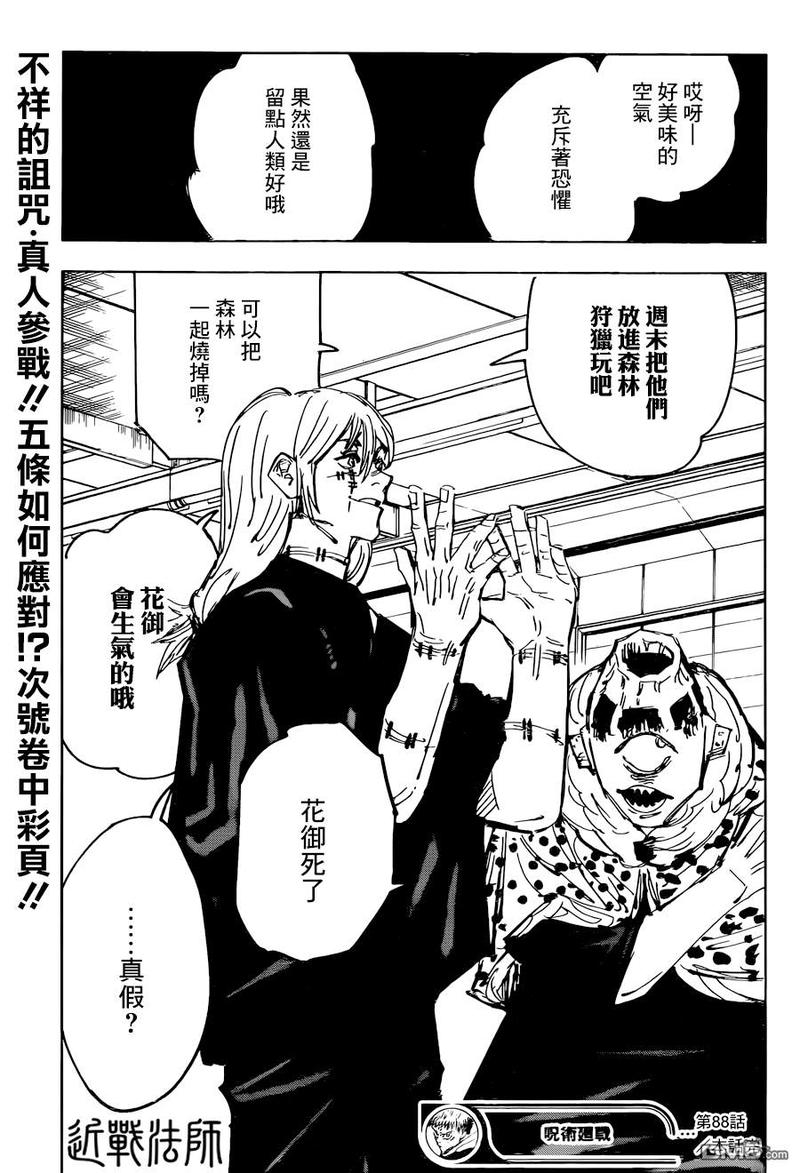 哎呀—
好美味的
空氣
充斥著恐懼
果然還是
留點人類好哦
週末把他們
放進森林
狩獵玩吧
可以把
森林
一起燒掉嗎?
花御
會生氣的哦
花御死了
……真假?
不祥的詛咒·真人參戰!!五條如何應對!?次號卷中彩頁!!
近戰法師
呪術廻戰
…第88話
/本話完